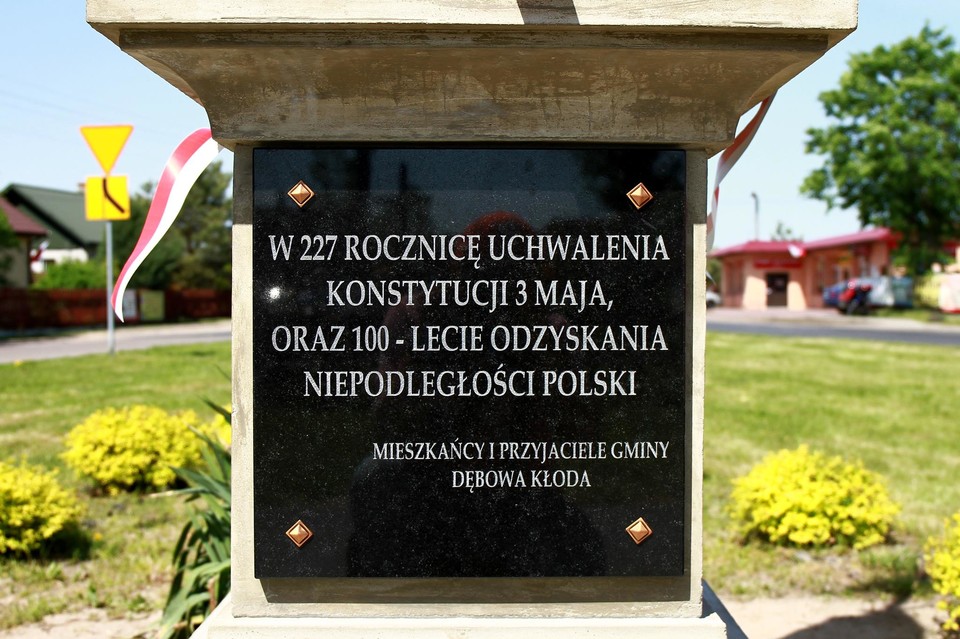 W 227 ROCZNICĘ UCHWALENIA
KONSTYTUCJI 3 MAJA,
ORAZ 100 - LECIE ODZYSKANIA
NIEPODLEGŁOŚCI POLSKI
MIESZKAŃCY I PRZYJACIELE GMINY
DĘBOWA KŁODA